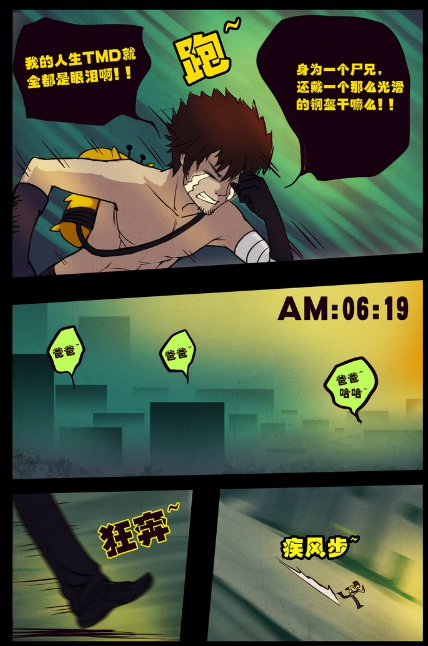 我的人生TMD就
全都是眼泪啊！！
跑~
身为一个尸兄，
还戴一个那么光滑
的钢盔干嘛么！！
AM:06:19
爸爸~
爸爸~
爸爸~
哈哈~
狂奔~
疾风步~